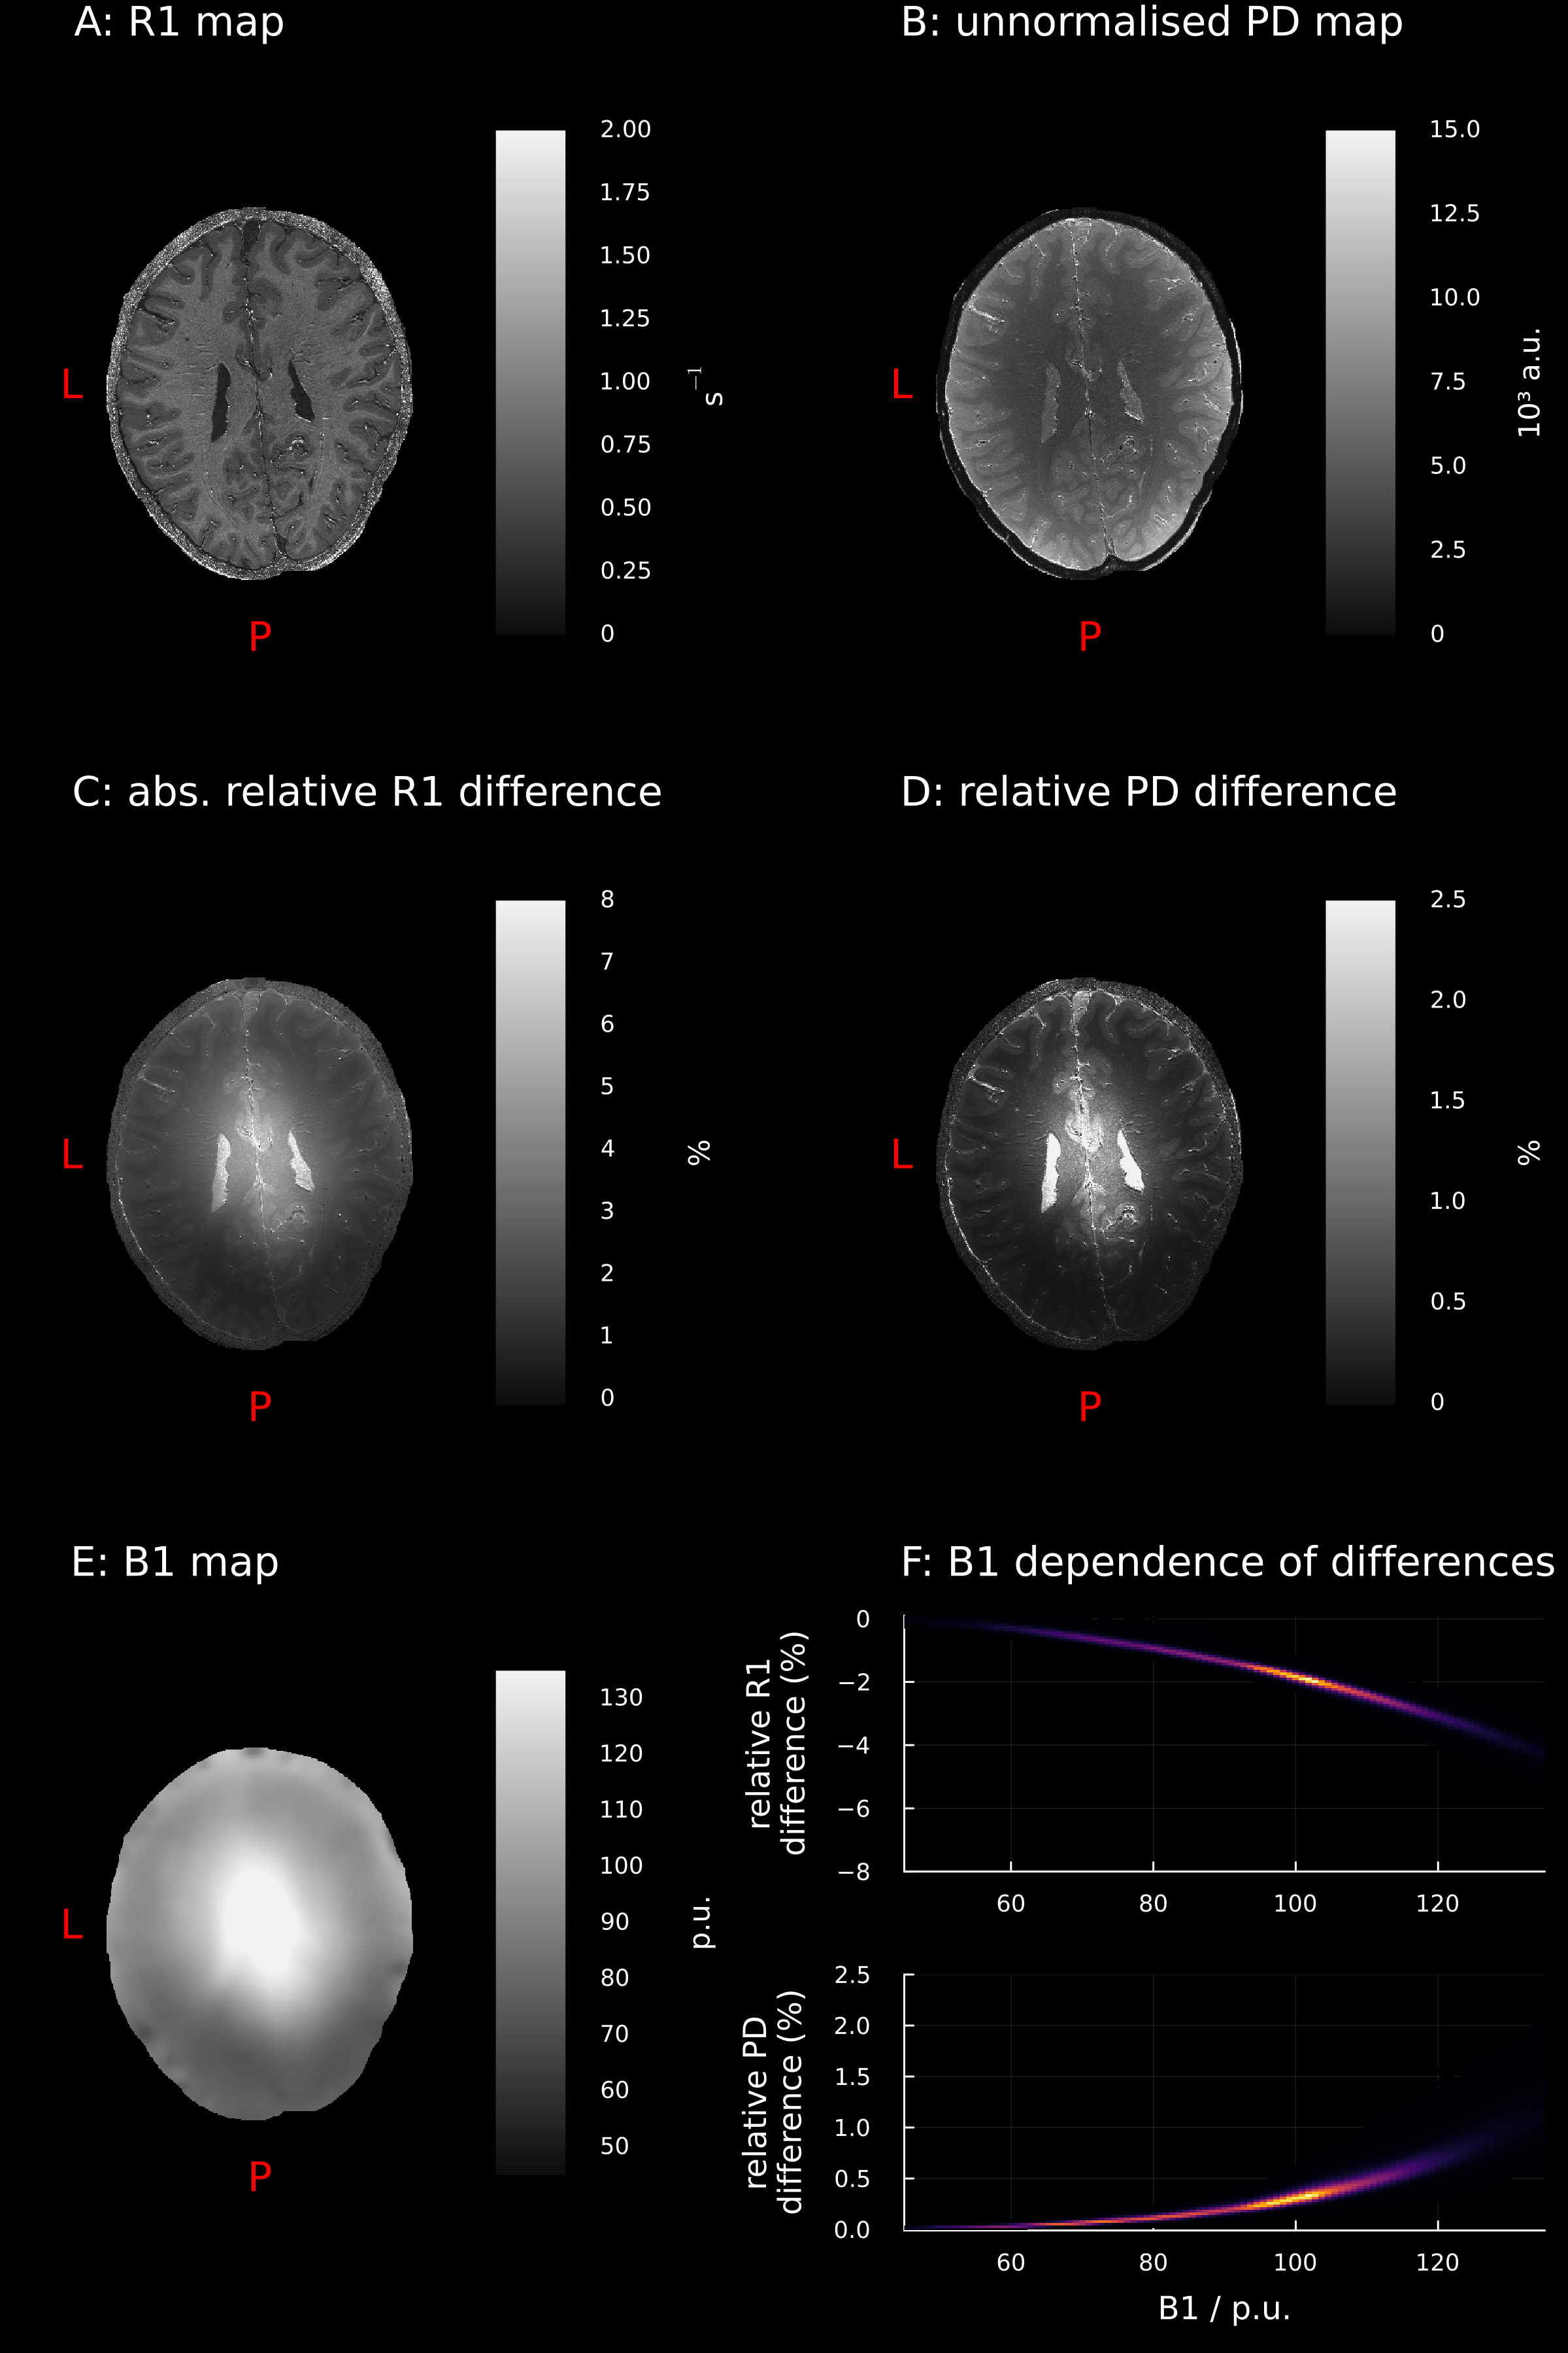 A: R1 map
2.00
1.75
1.50
1.25
1.00
0.75
0.50
0.25
0
s⁻¹
L
P
B: unnormalised PD map
15.0
12.5
10.0
7.5
5.0
2.5
0
10³ a.u.
L
P
C: abs. relative R1 difference
8
7
6
5
4
3
2
1
0
%
L
P
D: relative PD difference
2.5
2.0
1.5
1.0
0.5
0
%
L
P
E: B1 map
130
120
110
100
90
80
70
60
50
p.u.
L
P
F: B1 dependence of differences
relative R1
difference (%)
0
−2
−4
−6
−8
60 80 100 120
relative PD
difference (%)
2.5
2.0
1.5
1.0
0.5
0.0
60 80 100 120
B1 / p.u.